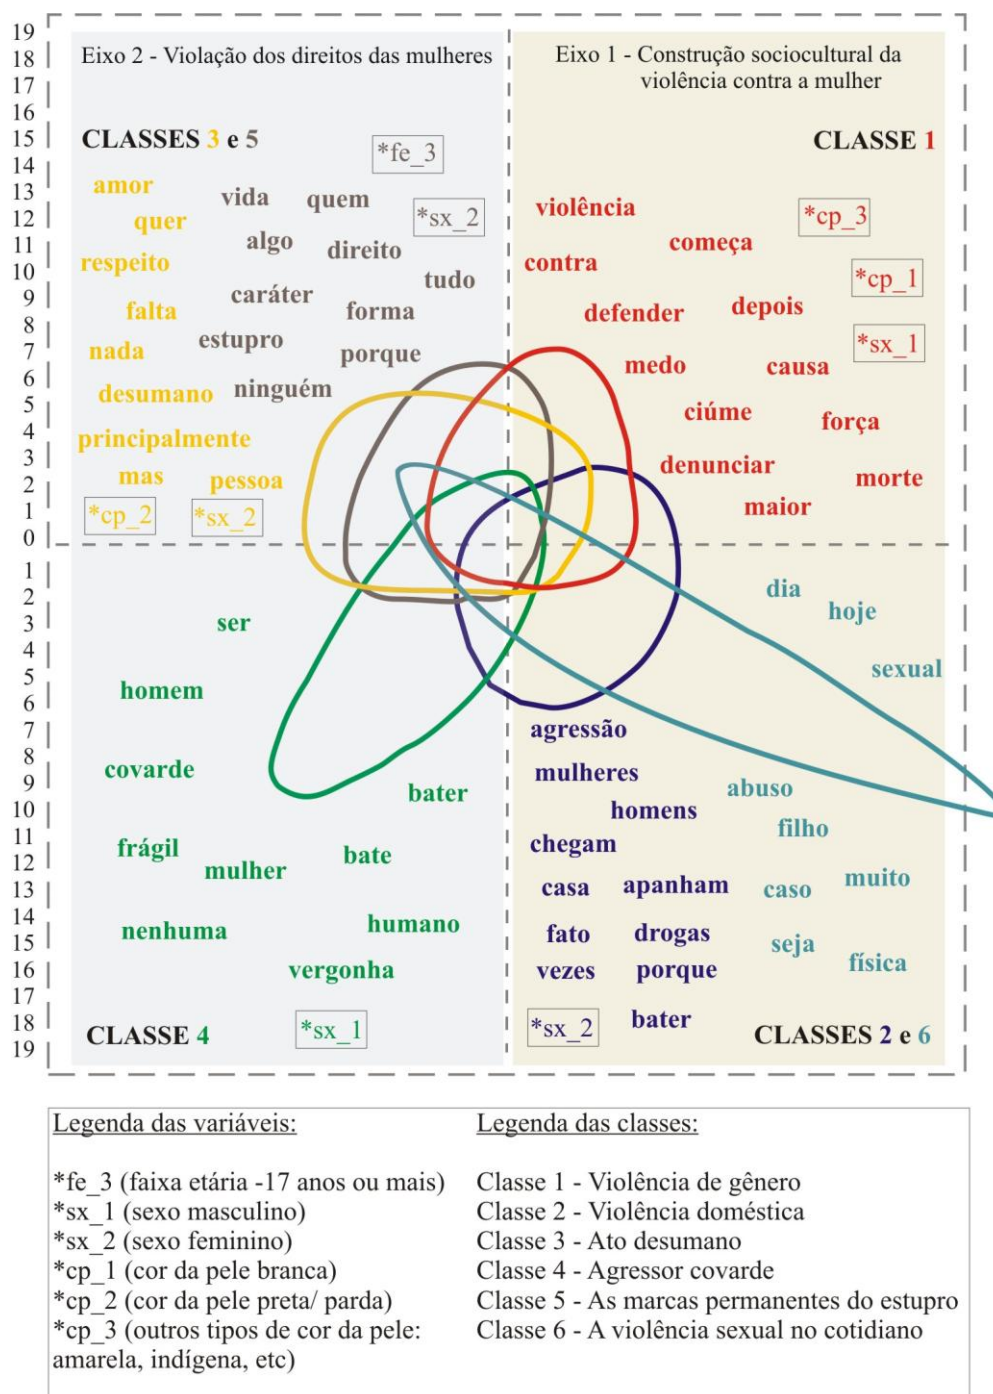 19
18
17
16
15
14
13
12
11
10
9
8
7
6
5
4
3
2
1
0
1
2
3
4
5
6
7
8
9
10
11
12
13
14
15
16
17
18
19
Eixo 2 - Violação dos direitos das mulheres
CLASSES 3 e 5
*fe_3
amor
vida
quem
quer
*sx_2
algo
direito
respeito
tudo
caráter
falta
forma
estupro
nada
porque
desumano
ninguém
principalmente
mas
pessoa
*cp_2
*sx_2
Eixo 1 - Construção sociocultural da
violência contra a mulher
CLASSE 1
violência
*cp_3
começa
contra
*cp_1
defender
depois
*sx_1
medo
causa
ciúme
força
denunciar
morte
maior
ser
homem
covarde
bater
frágil
mulher
bate
nenhuma
humano
vergonha
CLASSE 4
*sx_1
dia
hoje
sexual
agressão
mulheres
abuso
homens
filho
chegam
casa
apanham
caso
muito
fato
drogas
seja
vezes
porque
física
*sx_2
bater
CLASSES 2 e 6
Legenda das variáveis:
*fe_3 (faixa etária -17 anos ou mais)
*sx_1 (sexo masculino)
*sx_2 (sexo feminino)
*cp_1 (cor da pele branca)
*cp_2 (cor da pele preta/ parda)
*cp_3 (outros tipos de cor da pele:
amarela, indígena, etc)
Legenda das classes:
Classe 1 - Violência de gênero
Classe 2 - Violência doméstica
Classe 3 - Ato desumano
Classe 4 - Agressor covarde
Classe 5 - As marcas permanentes do estupro
Classe 6 - A violência sexual no cotidiano